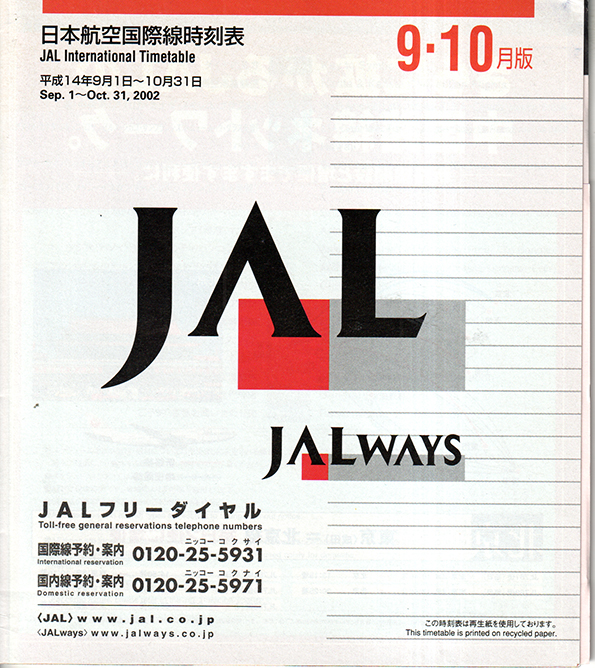 日本航空国際線時刻表
JAL International Timetable
平成14年9月1日~10月31日
Sep. 1~Oct. 31, 2002
9・10月版
JAL
JALWAYS
JALフリーダイヤル
Toll-free general reservations telephone numbers
ニッコー コクサイ
国際線予約・案内 0120-25-5931
International reservation
ニッコー コクナイ
国内線予約・案内 0120-25-5971
Domestic reservation
〈JAL〉www.jal.co.jp
〈JALways〉www.jalways.co.jp
この時刻表は再生紙を使用しております。
This timetable is printed on recycled paper.